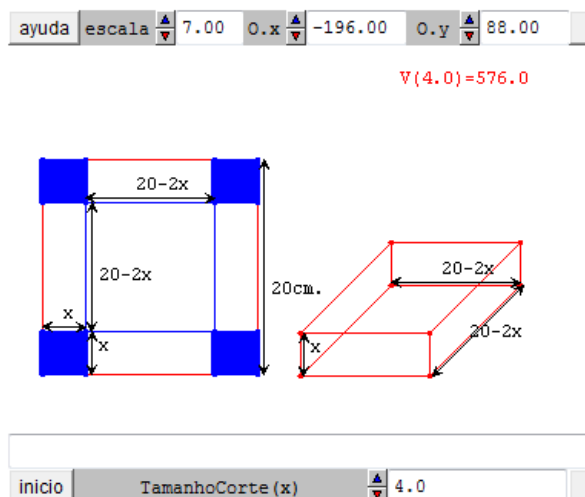 ayuda escala 7.00 O.x -196.00 O.y 88.00
V(4.0)=576.0
20-2x
20-2x
20-2x
20cm.
x
x
x
20-2x
inicio TamanhoCorte(x) 4.0